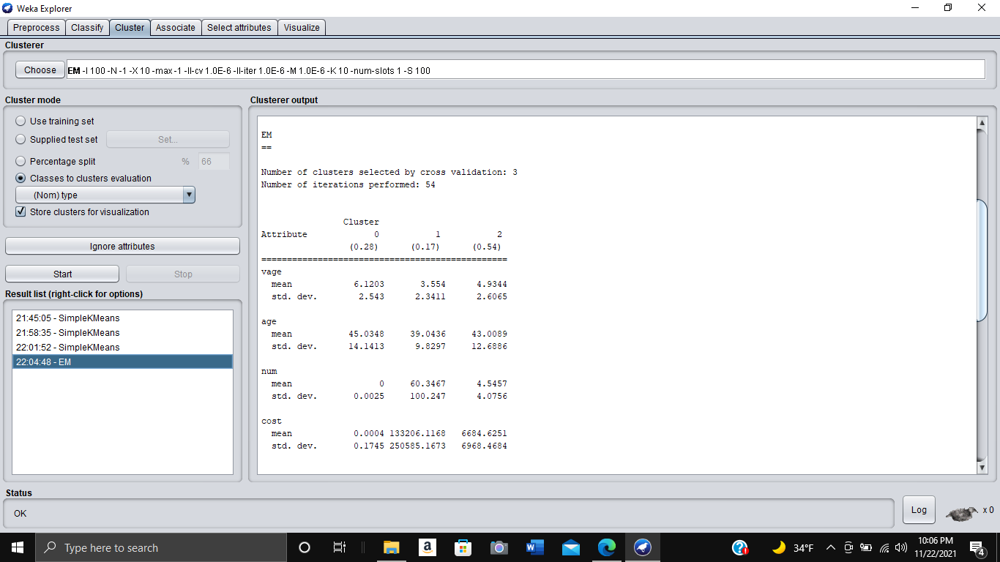 Weka Explorer
Preprocess Classify Cluster Associate Select attributes Visualize
Clusterer
Choose EM -I 100 -N -1 -X 10 -max -1 -ll-cv 1.0E-6 -ll-iter 1.0E-6 -M 1.0E-6 -K 10 -num-slots 1 -S 100
Cluster mode
Use training set
Supplied test set Set...
Percentage split % 66
Classes to clusters evaluation
(Nom) type
Store clusters for visualization
Ignore attributes
Start Stop
Result list (right-click for options)
21:45:05 - SimpleKMeans
21:58:35 - SimpleKMeans
22:01:52 - SimpleKMeans
22:04:48 - EM
Clusterer output
EM
==
Number of clusters selected by cross validation: 3
Number of iterations performed: 54
Cluster
Attribute 0 1 2
(0.28) (0.17) (0.54)
================================================
vage
mean 6.1203 3.554 4.9344
std. dev. 2.543 2.3411 2.6065
age
mean 45.0348 39.0436 43.0089
std. dev. 14.1413 9.8297 12.6886
num
mean 0 60.3467 4.5457
std. dev. 0.0025 100.247 4.0756
cost
mean 0.0004 133206.1168 6684.6251
std. dev. 0.1745 250585.1673 6968.4684
Status
OK
Log x 0
Type here to search
a
W
34°F
10:06 PM
11/22/2021
4